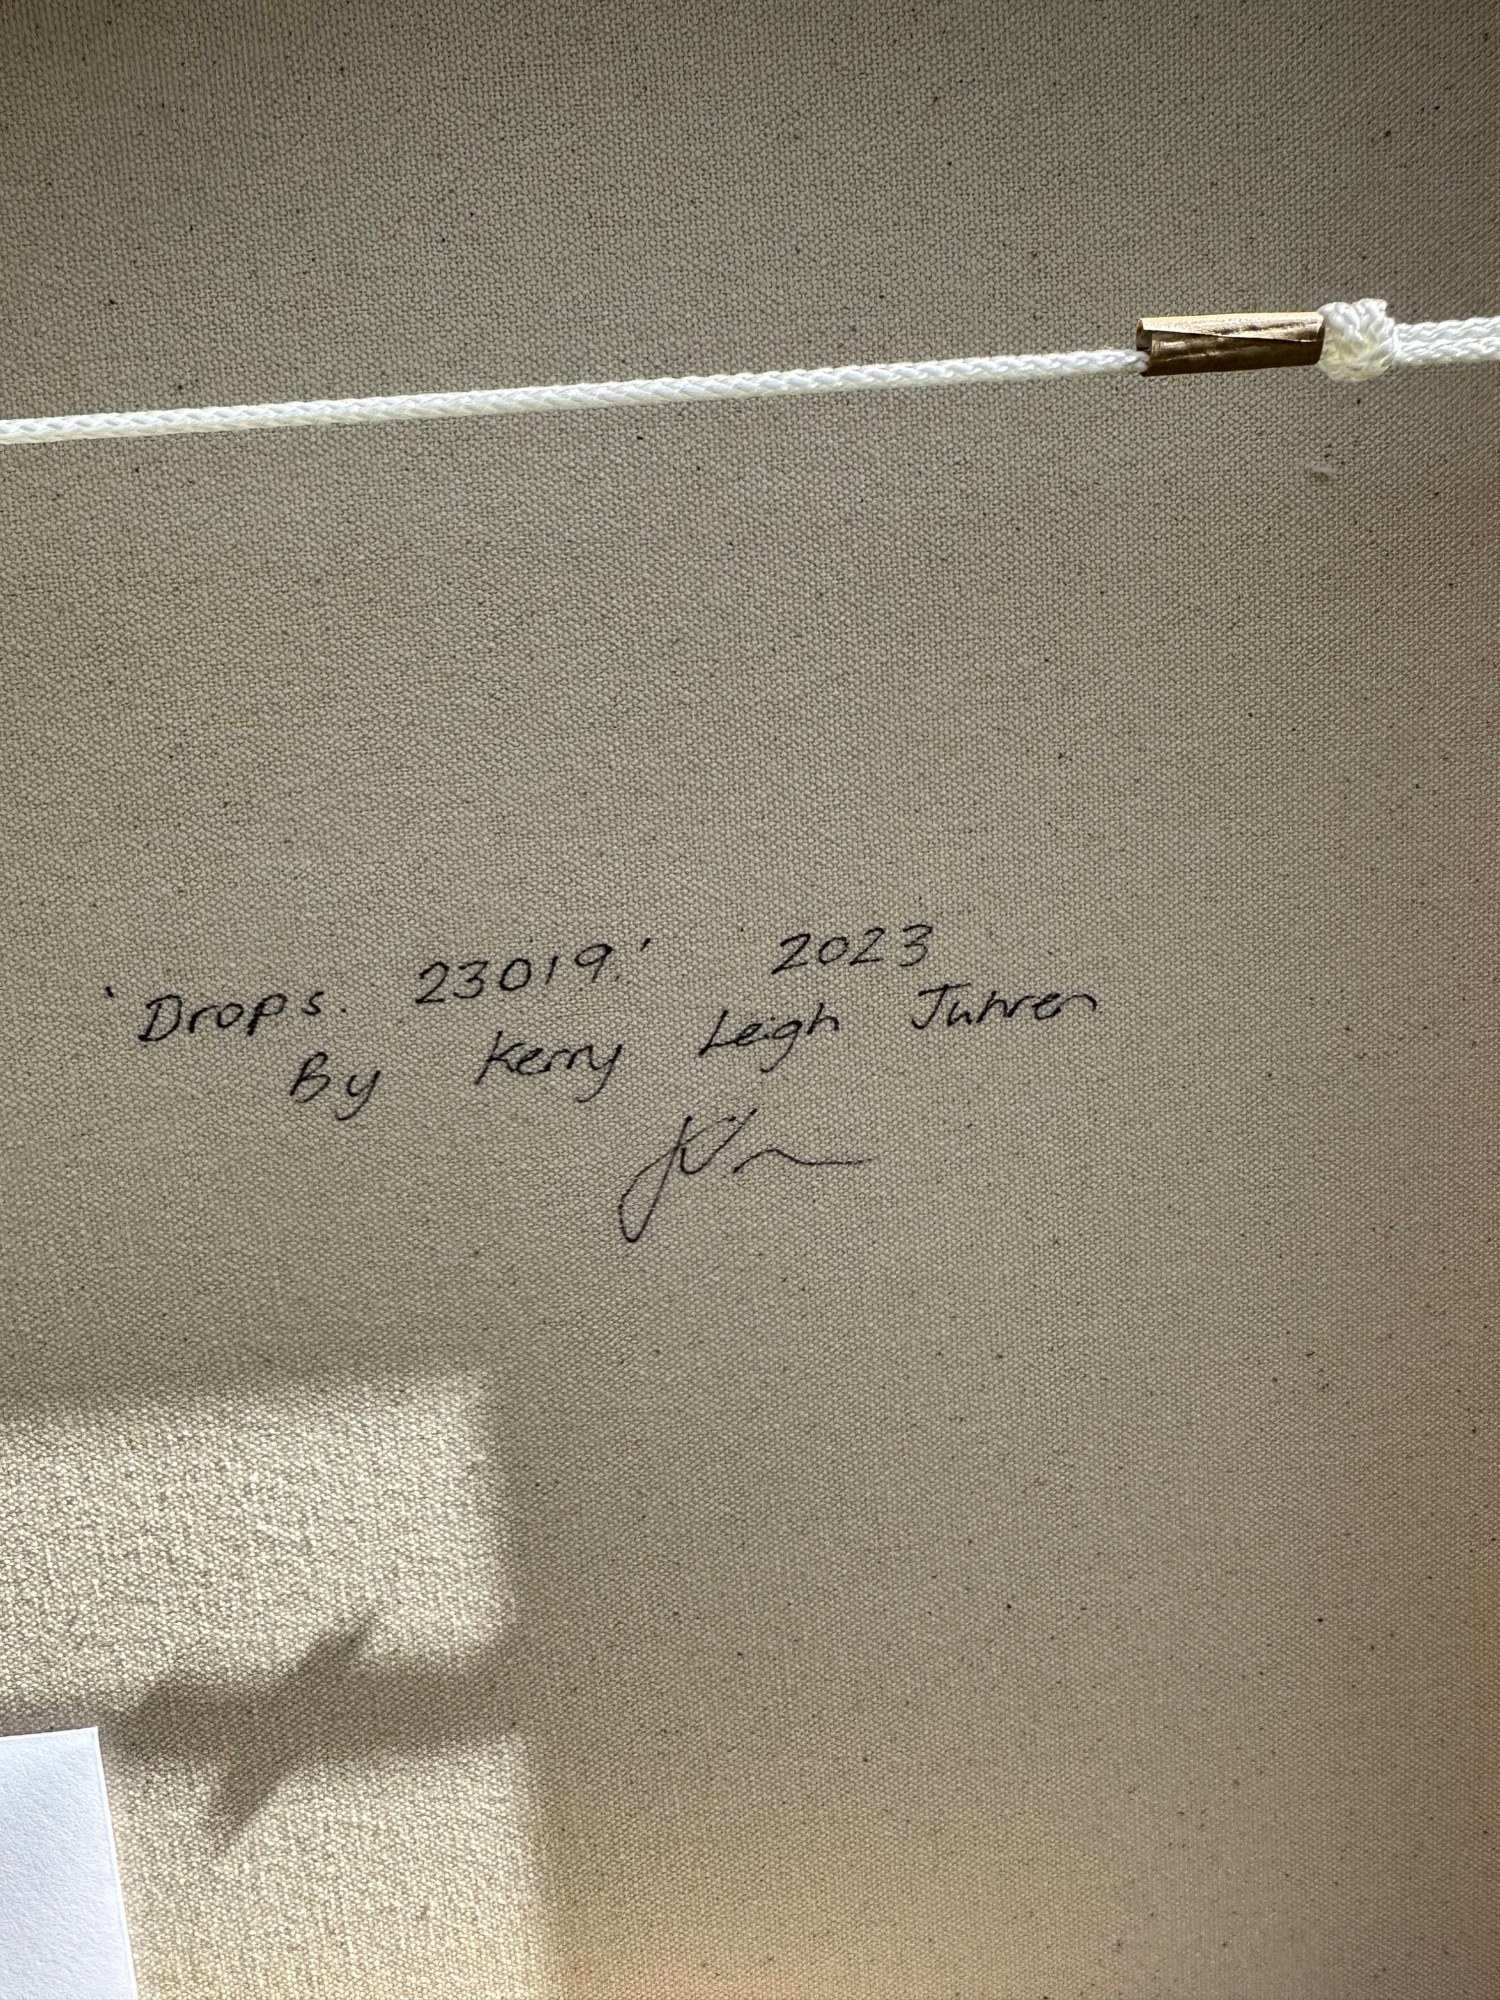 'Drops. 23019.' 2023
By Kerry Leigh Juhren